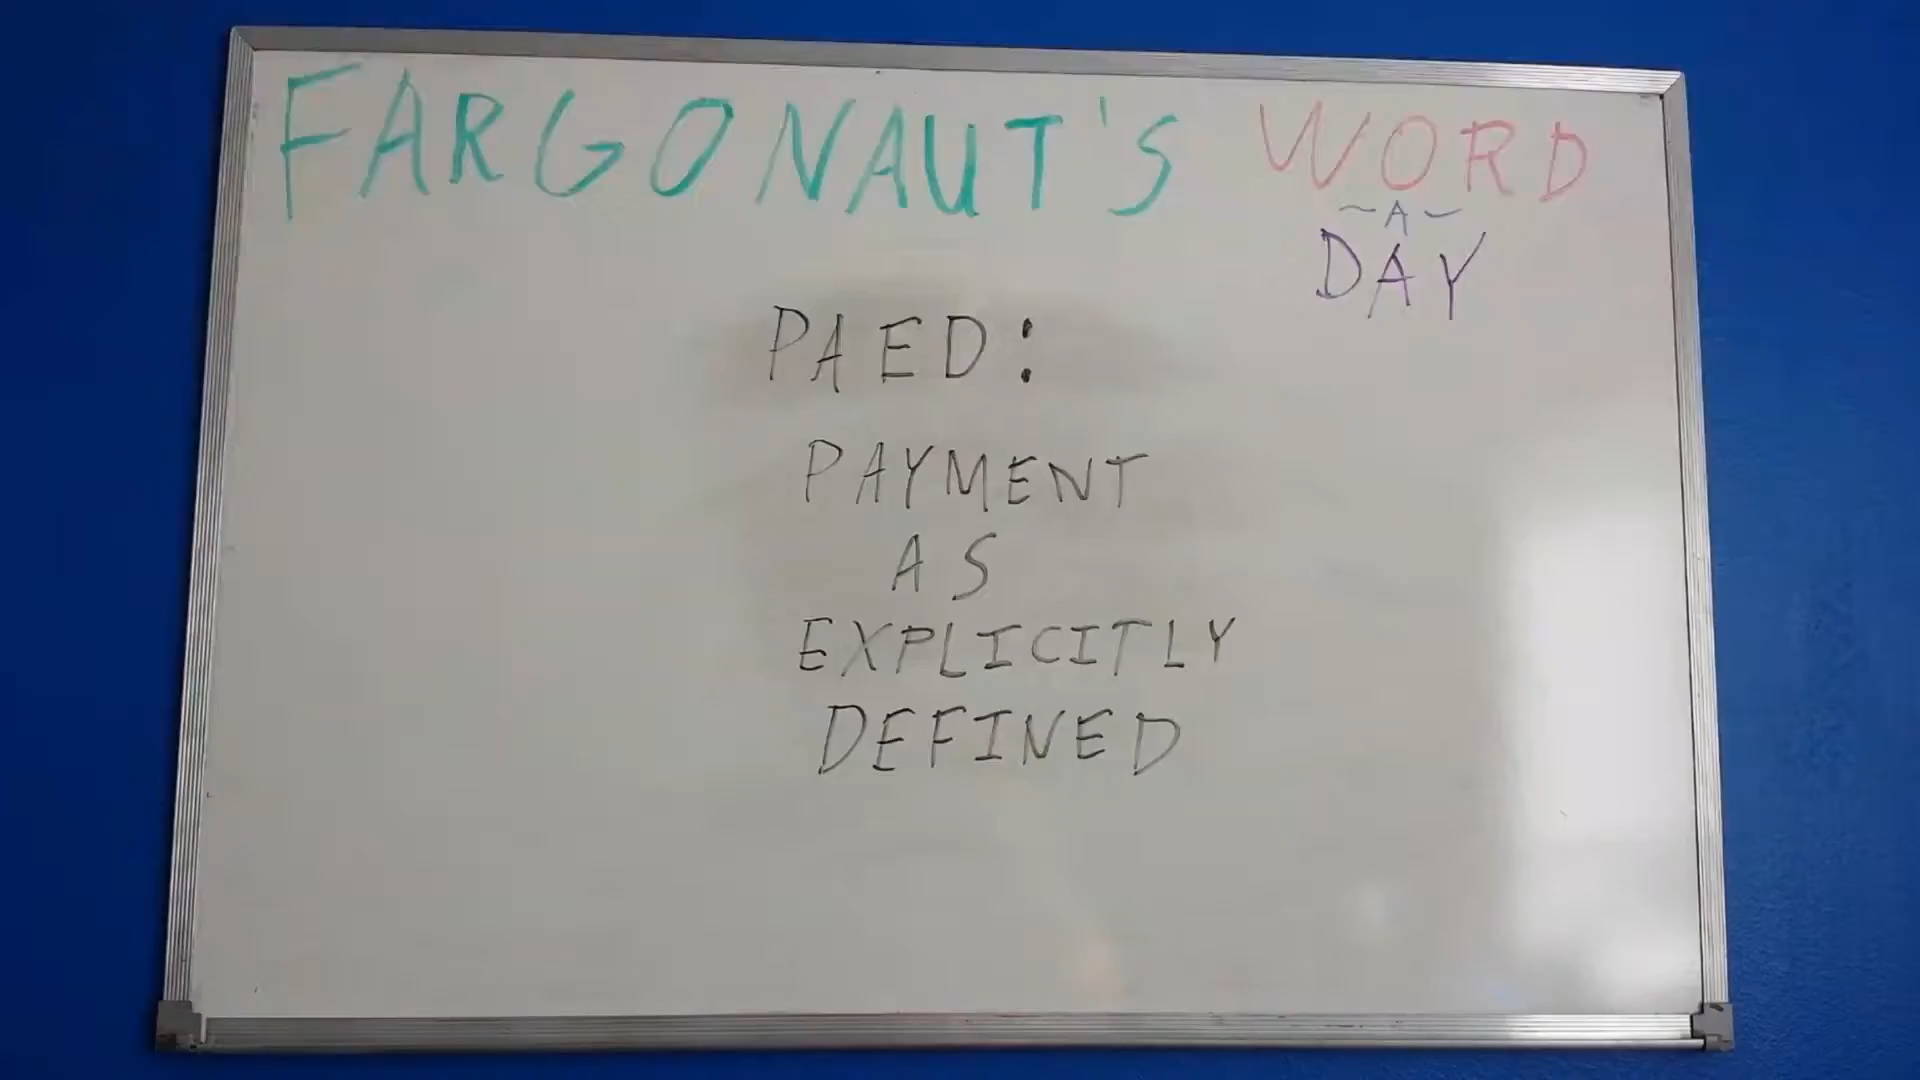 FARGONAUT'S WORD
~A~
DAY
PAED:
PAYMENT
AS
EXPLICITLY
DEFINED